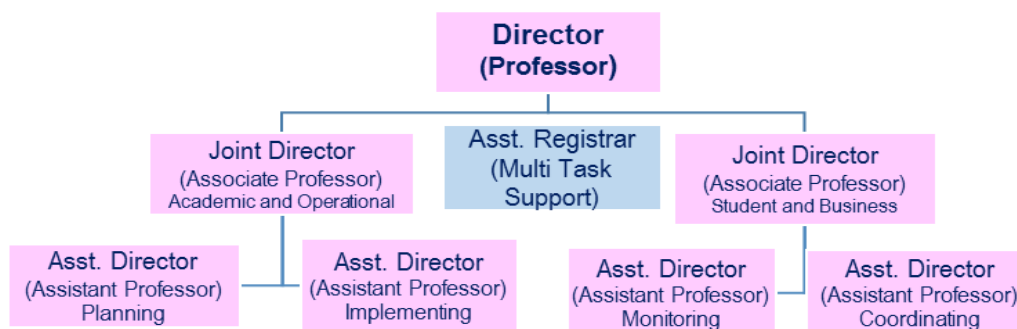 Director
(Professor)
Joint Director
(Associate Professor)
Academic and Operational
Asst. Registrar
(Multi Task
Support)
Joint Director
(Associate Professor)
Student and Business
Asst. Director
(Assistant Professor)
Planning
Asst. Director
(Assistant Professor)
Implementing
Asst. Director
(Assistant Professor)
Monitoring
Asst. Director
(Assistant Professor)
Coordinating